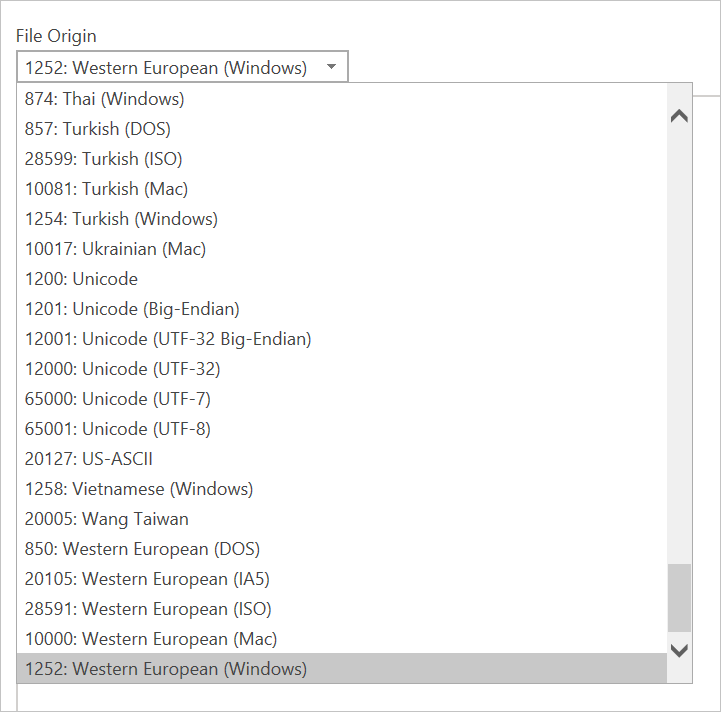 File Origin
1252: Western European (Windows)
874: Thai (Windows)
857: Turkish (DOS)
28599: Turkish (ISO)
10081: Turkish (Mac)
1254: Turkish (Windows)
10017: Ukrainian (Mac)
1200: Unicode
1201: Unicode (Big-Endian)
12001: Unicode (UTF-32 Big-Endian)
12000: Unicode (UTF-32)
65000: Unicode (UTF-7)
65001: Unicode (UTF-8)
20127: US-ASCII
1258: Vietnamese (Windows)
20005: Wang Taiwan
850: Western European (DOS)
20105: Western European (IA5)
28591: Western European (ISO)
10000: Western European (Mac)
1252: Western European (Windows)